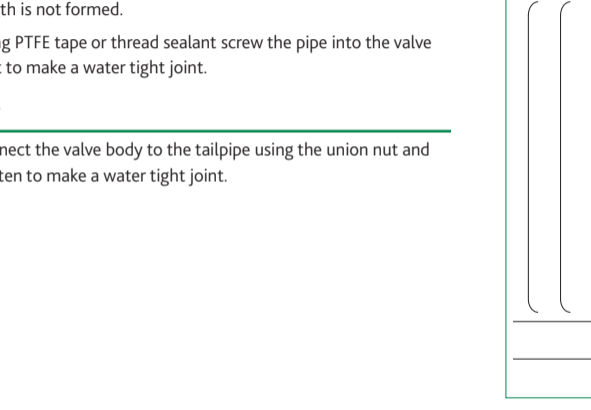 th is not formed.
g PTFE tape or thread sealant screw the pipe into the valve
to make a water tight joint.
nect the valve body to the tailpipe using the union nut and
ten to make a water tight joint.